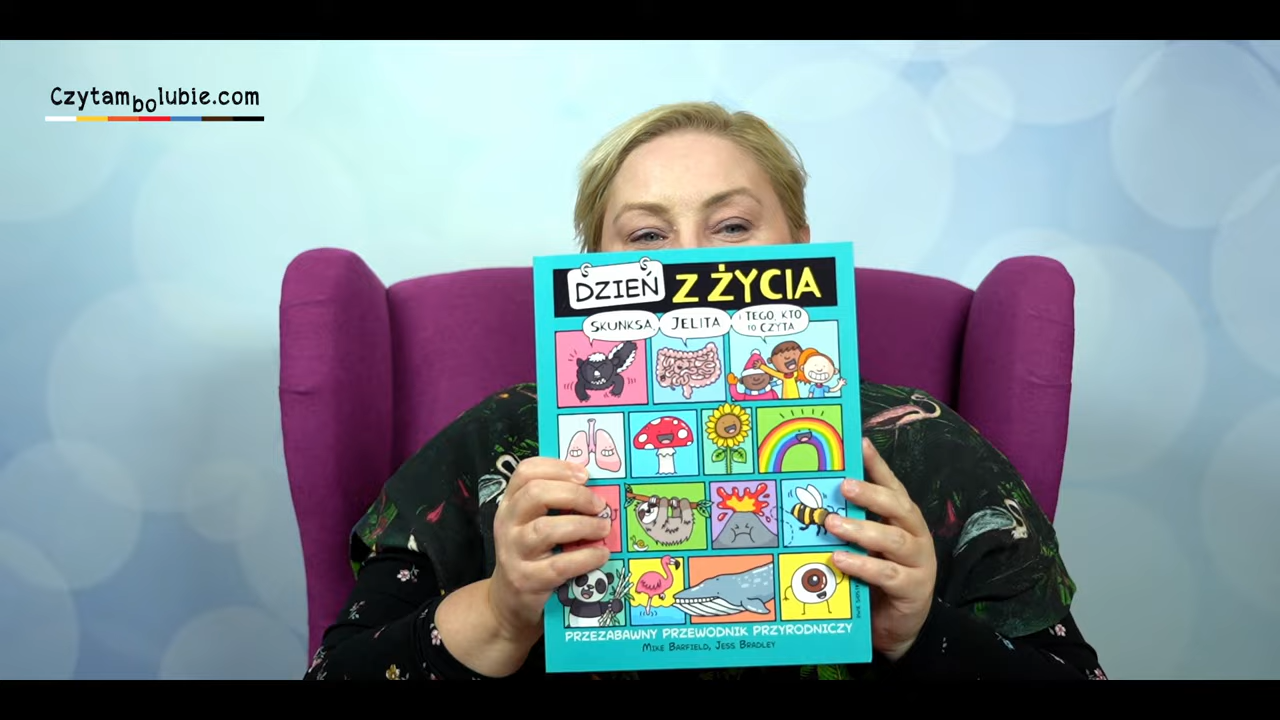 Czytambolubie.com
DZIEŃ Z ŻYCIA
SKUNKSA,
JELITA
I TEGO, KTO
TO CZYTA
PRZEZABAWNY PRZEWODNIK PRZYRODNICZY
MIKE BARFIELD, JESS BRADLEY